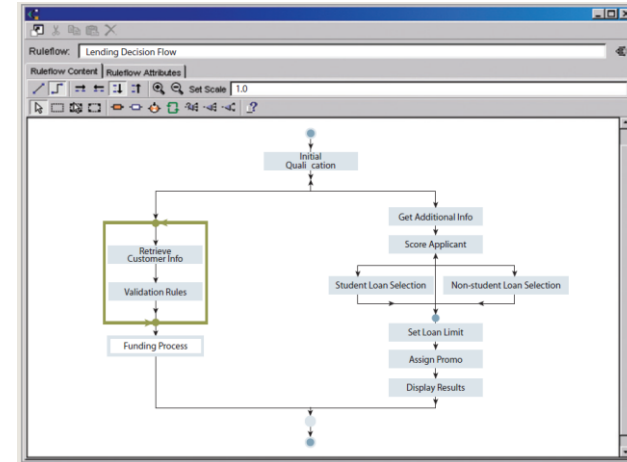 Ruleflow: Lending Decision Flow
Ruleflow Content Ruleflow Attributes
Set Scale 1.0
Initial
Quali cation
Get Additional Info
Score Applicant
Retrieve
Customer Info
Student Loan Selection Non-student Loan Selection
Validation Rules
Set Loan Limit
Funding Process
Assign Promo
Display Results